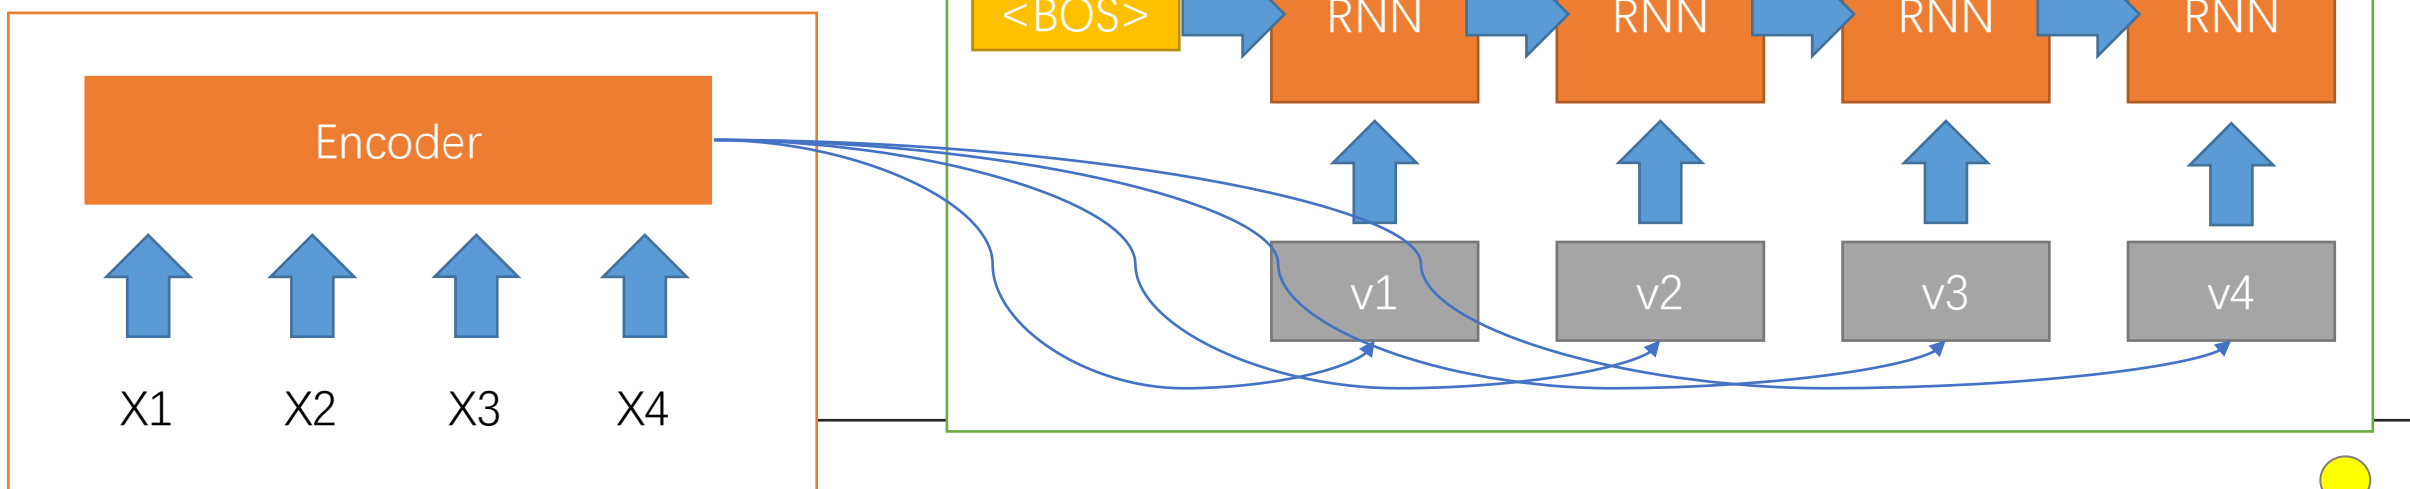 <BOS> RNN RNN RNN RNN
Encoder
v1 v2 v3 v4
X1 X2 X3 X4